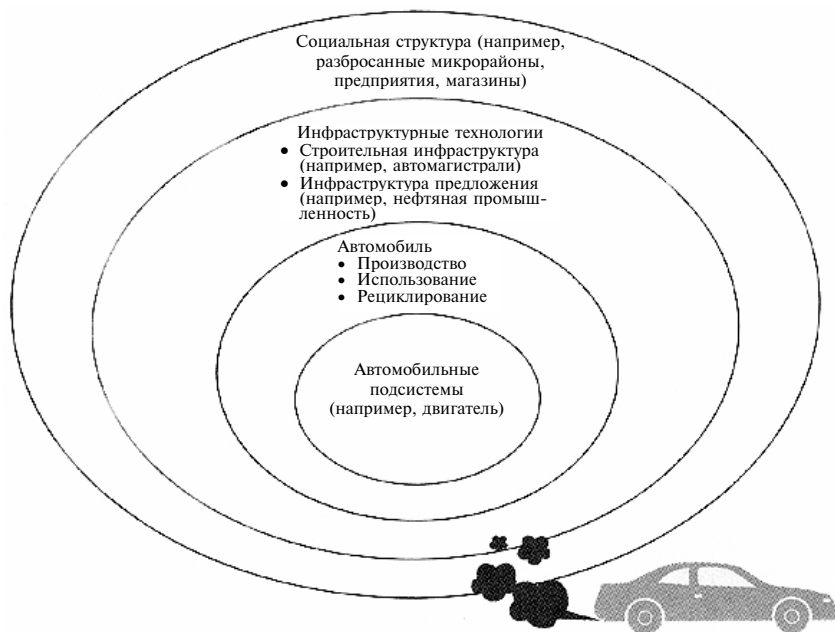 Социальная структура (например,
разбросанные микрорайоны,
предприятия, магазины)
Инфраструктурные технологии
• Строительная инфраструктура
(например, автомагистрали)
• Инфраструктура предложения
(например, нефтяная промыш-
ленность)
Автомобиль
• Производство
• Использование
• Рециклирование
Автомобильные
подсистемы
(например, двигатель)